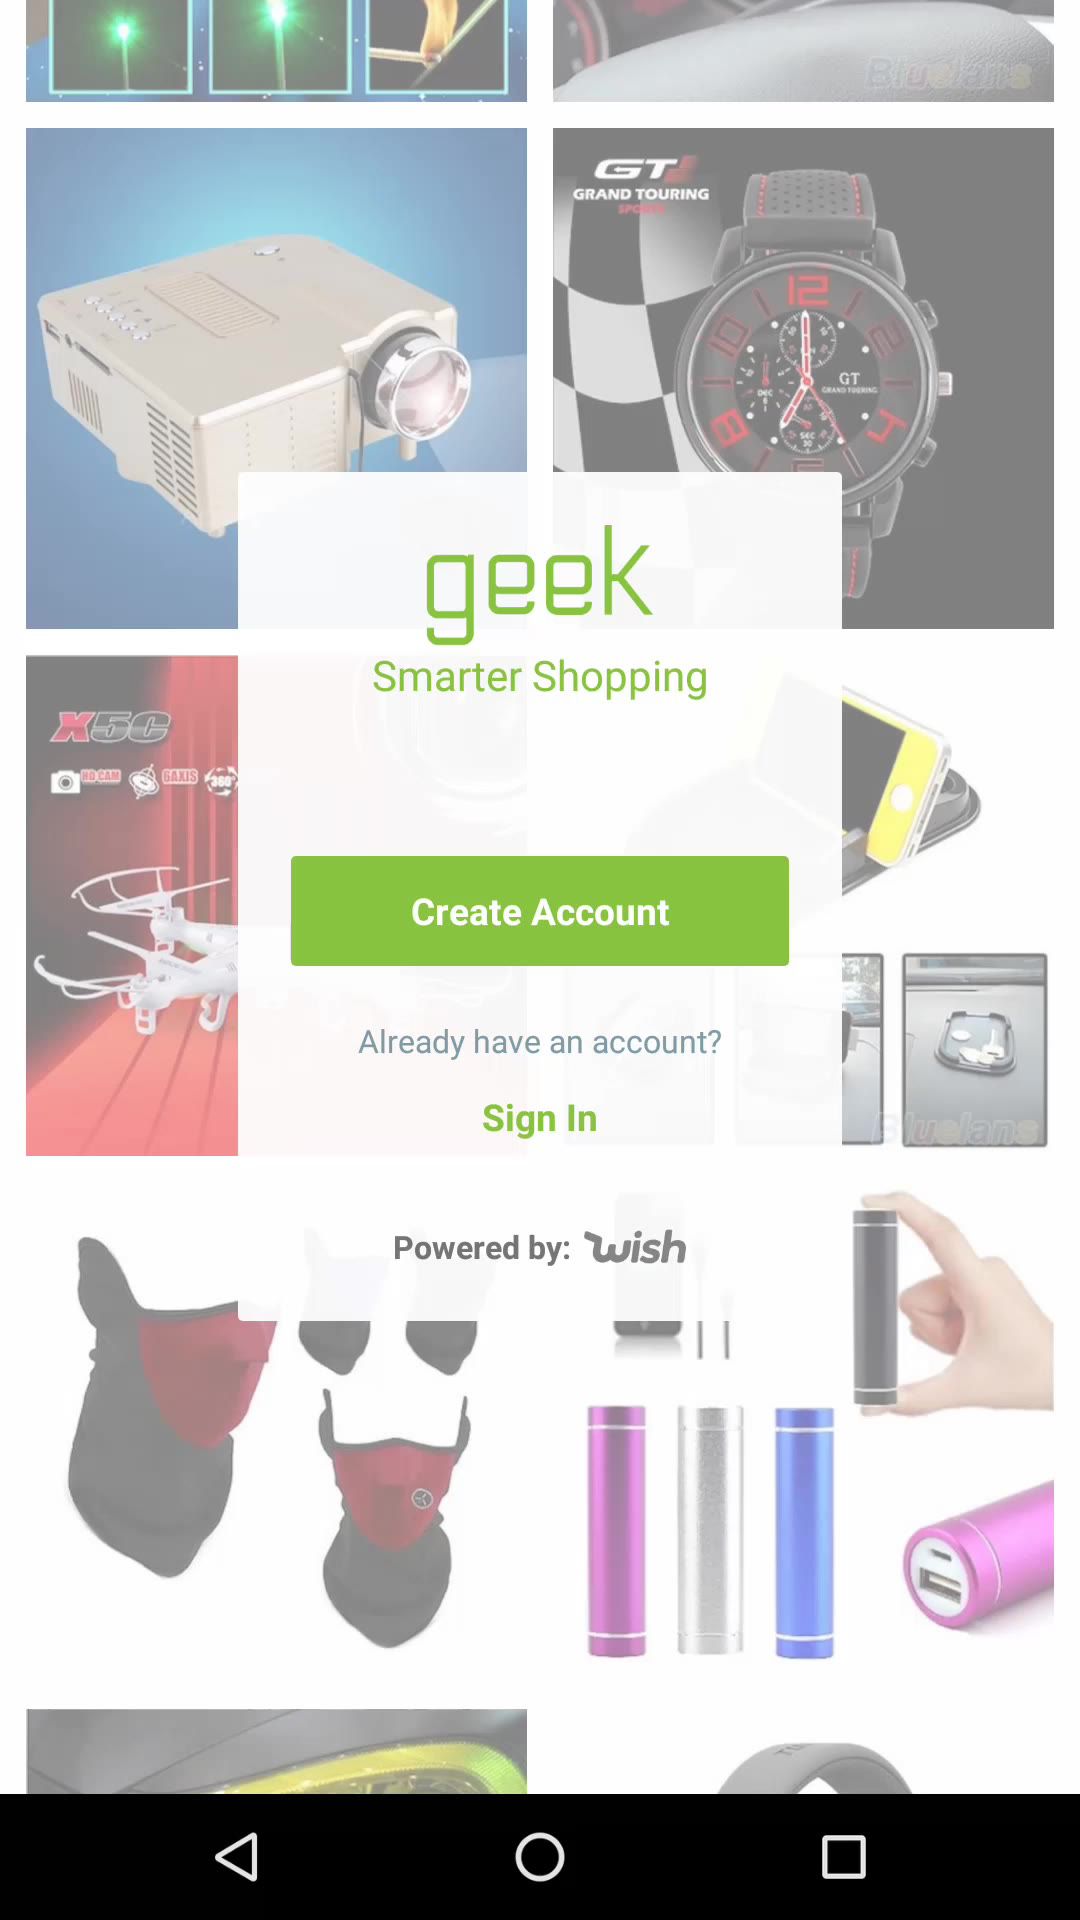 Bluelans
GT
GRAND TOURING
SPORTS
12
10
2
8
4
GT
GRAND TOURING
DEC
SEC
30
geek
Smarter Shopping
X5C
HD CAM
6AXIS
360°
Create Account
Already have an account?
Sign In
Bluelans
Powered by: wish